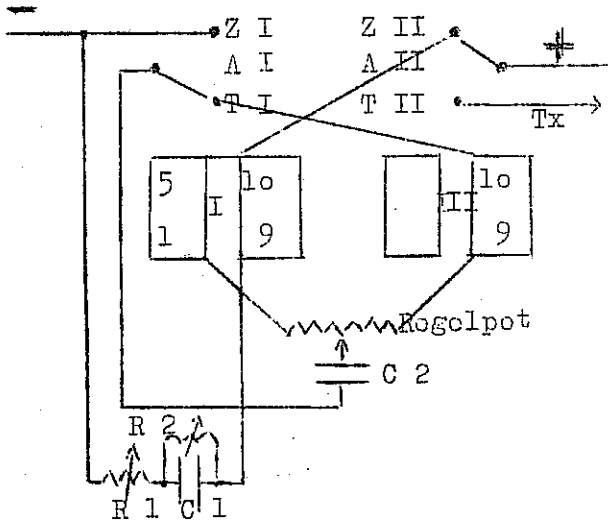 Z I Z II
A I A II
T I T II
Tx
5 lo lo
I II
1 9 9
Rogelpot
C 2
R 2
R 1 C 1